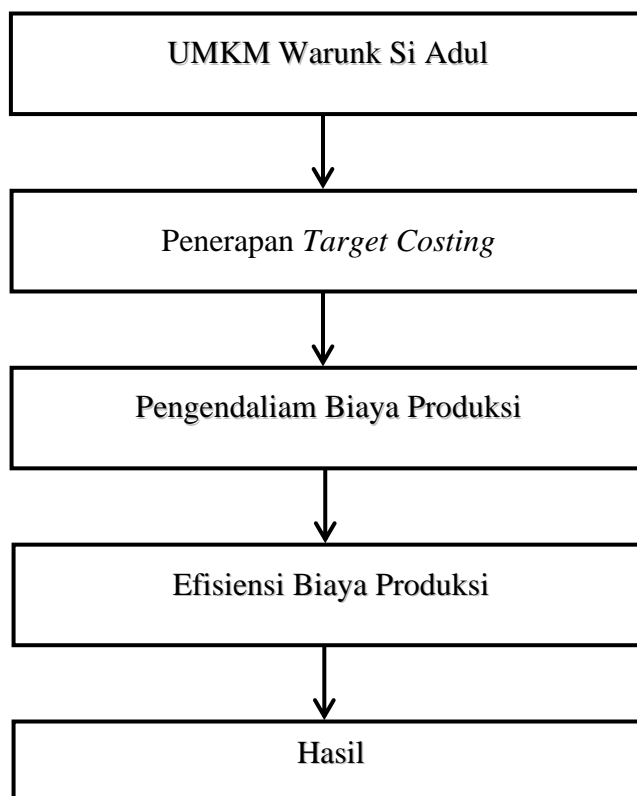 UMKM Warunk Si Adul
Penerapan Target Costing
Pengendaliam Biaya Produksi
Efisiensi Biaya Produksi
Hasil